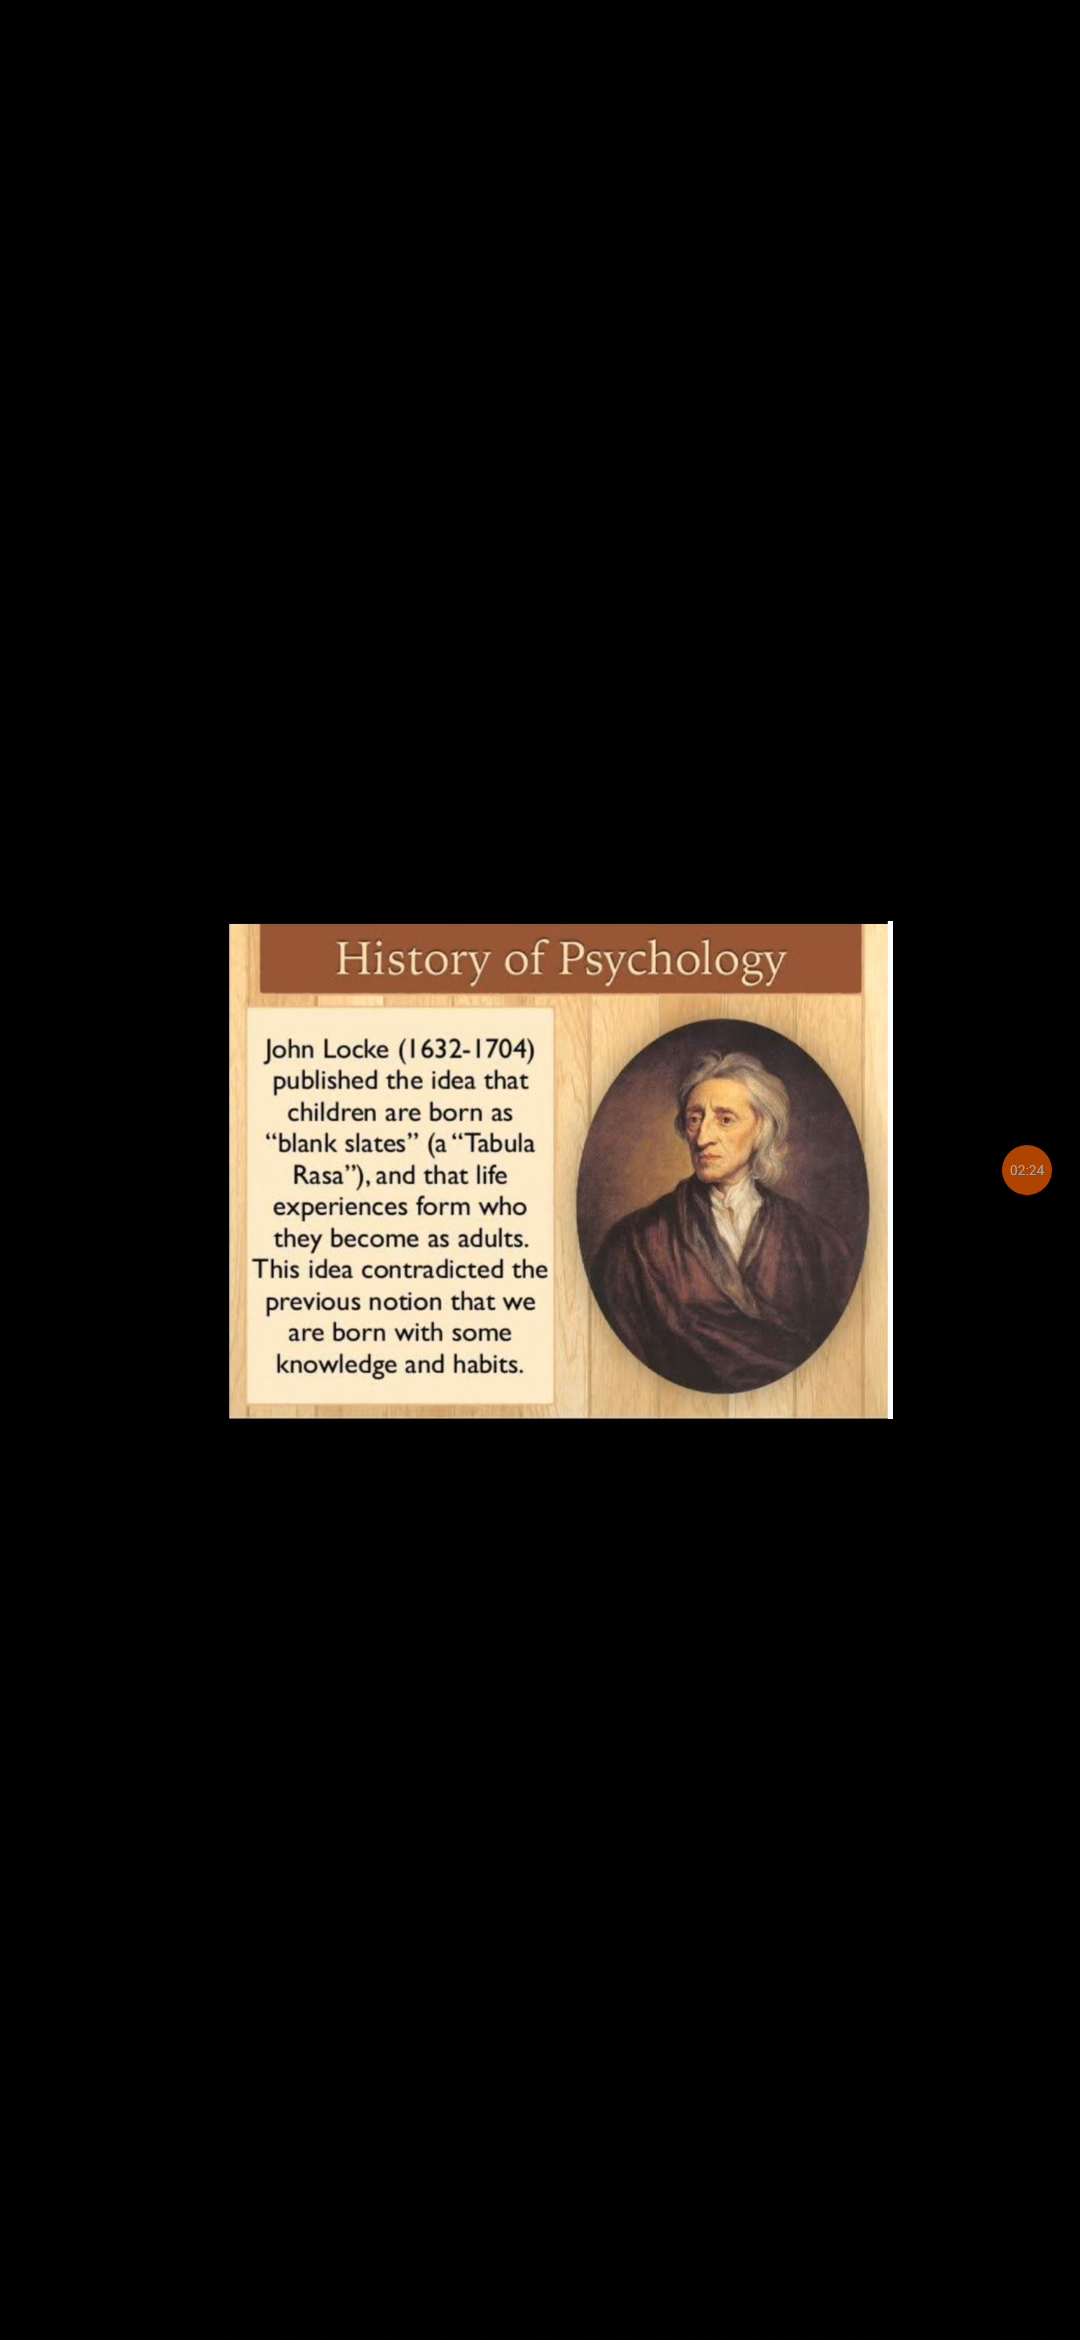 History of Psychology
John Locke (1632-1704)
published the idea that
children are born as
“blank slates” (a “Tabula
Rasa”), and that life
experiences form who
they become as adults.
This idea contradicted the
previous notion that we
are born with some
knowledge and habits.
02:24